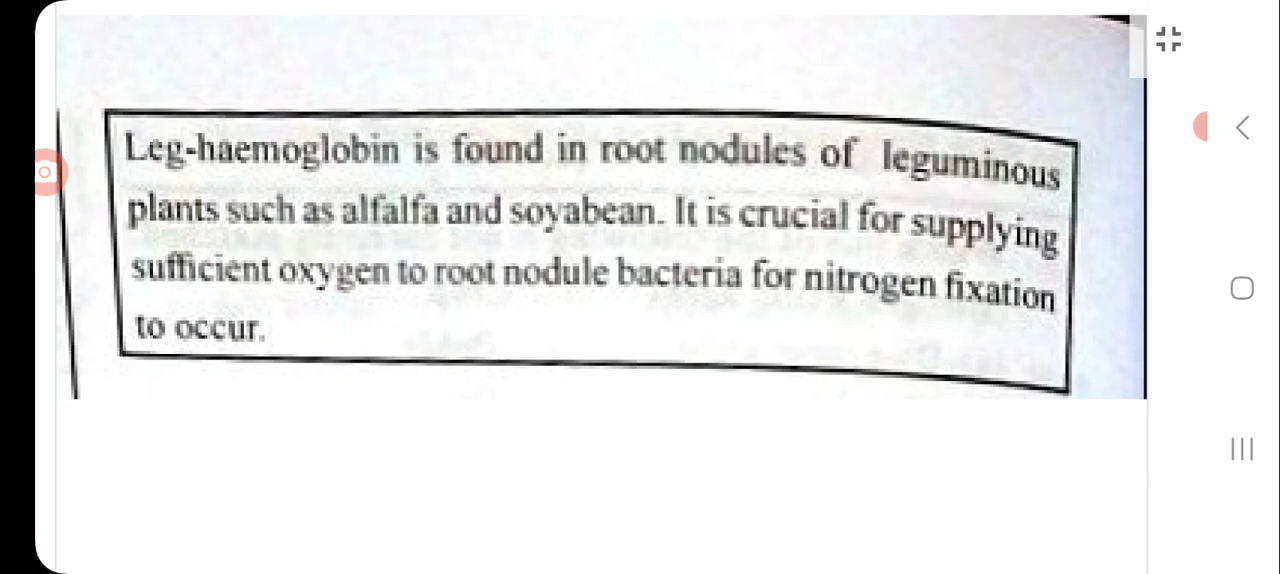 Leg-haemoglobin is found in root nodules of leguminous
plants such as alfalfa and soyabean. It is crucial for supplying
sufficient oxygen to root nodule bacteria for nitrogen fixation
to occur.